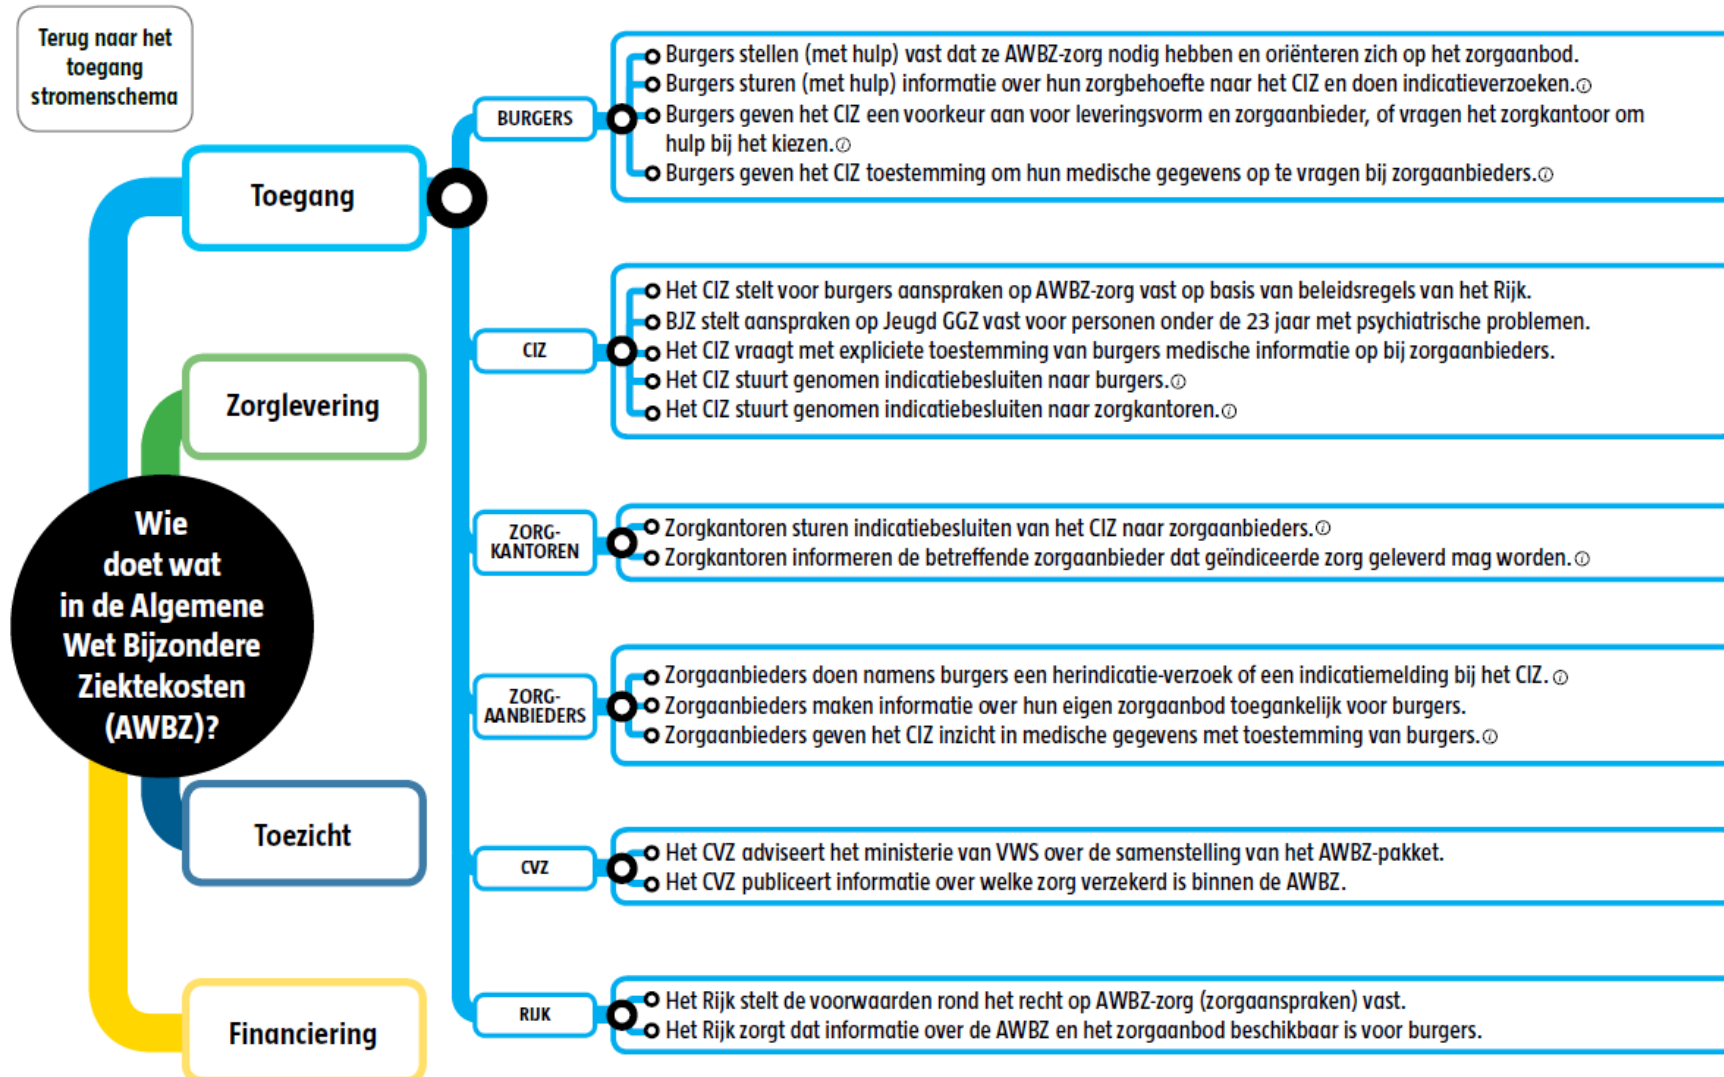 Terug naar het
toegang
stromenschema
Toegang
Zorglevering
Wie
doet wat
in de Algemene
Wet Bijzondere
Ziektekosten
(AWBZ)?
Toezicht
Financiering
BURGERS
Burgers stellen (met hulp) vast dat ze AWBZ-zorg nodig hebben en oriënteren zich op het zorgaanbod.
Burgers sturen (met hulp) informatie over hun zorgbehoefte naar het CIZ en doen indicatieverzoeken.
Burgers geven het CIZ een voorkeur aan voor leveringsvorm en zorgaanbieder, of vragen het zorgkantoor om
hulp bij het kiezen.
Burgers geven het CIZ toestemming om hun medische gegevens op te vragen bij zorgaanbieders.
CIZ
Het CIZ stelt voor burgers aanspraken op AWBZ-zorg vast op basis van beleidsregels van het Rijk.
BJZ stelt aanspraken op Jeugd GGZ vast voor personen onder de 23 jaar met psychiatrische problemen.
Het CIZ vraagt met expliciete toestemming van burgers medische informatie op bij zorgaanbieders.
Het CIZ stuurt genomen indicatiebesluiten naar burgers.
Het CIZ stuurt genomen indicatiebesluiten naar zorgkantoren.
ZORG-
KANTOREN
Zorgkantoren sturen indicatiebesluiten van het CIZ naar zorgaanbieders.
Zorgkantoren informeren de betreffende zorgaanbieder dat geïndiceerde zorg geleverd mag worden.
ZORG-
AANBIEDERS
Zorgaanbieders doen namens burgers een herindicatie-verzoek of een indicatiemelding bij het CIZ.
Zorgaanbieders maken informatie over hun eigen zorgaanbod toegankelijk voor burgers.
Zorgaanbieders geven het CIZ inzicht in medische gegevens met toestemming van burgers.
CVZ
Het CVZ adviseert het ministerie van VWS over de samenstelling van het AWBZ-pakket.
Het CVZ publiceert informatie over welke zorg verzekerd is binnen de AWBZ.
RIJK
Het Rijk stelt de voorwaarden rond het recht op AWBZ-zorg (zorgaanspraken) vast.
Het Rijk zorgt dat informatie over de AWBZ en het zorgaanbod beschikbaar is voor burgers.